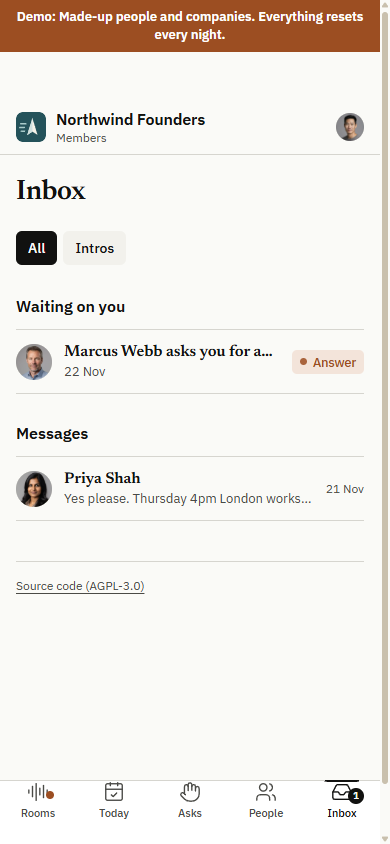 Demo: Made-up people and companies. Everything resets
every night.
Northwind Founders
Members
Inbox
All
Intros
Waiting on you
Marcus Webb asks you for a...
22 Nov
Answer
Messages
Priya Shah
Yes please. Thursday 4pm London works...
21 Nov
Source code (AGPL-3.0)
1
Rooms
Today
Asks
People
Inbox